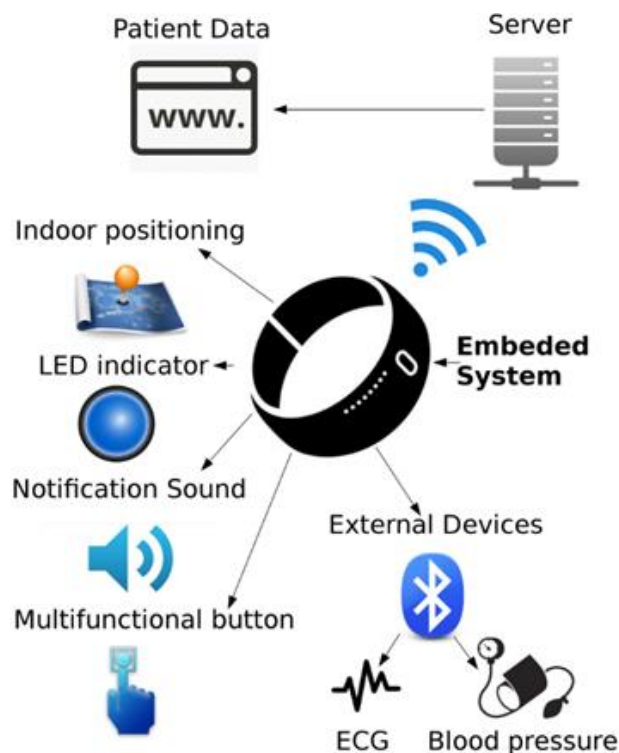 Patient Data
Server
www.
Indoor positioning
LED indicator
Embeded
System
Notification Sound
External Devices
Multifunctional button
ECG
Blood pressure